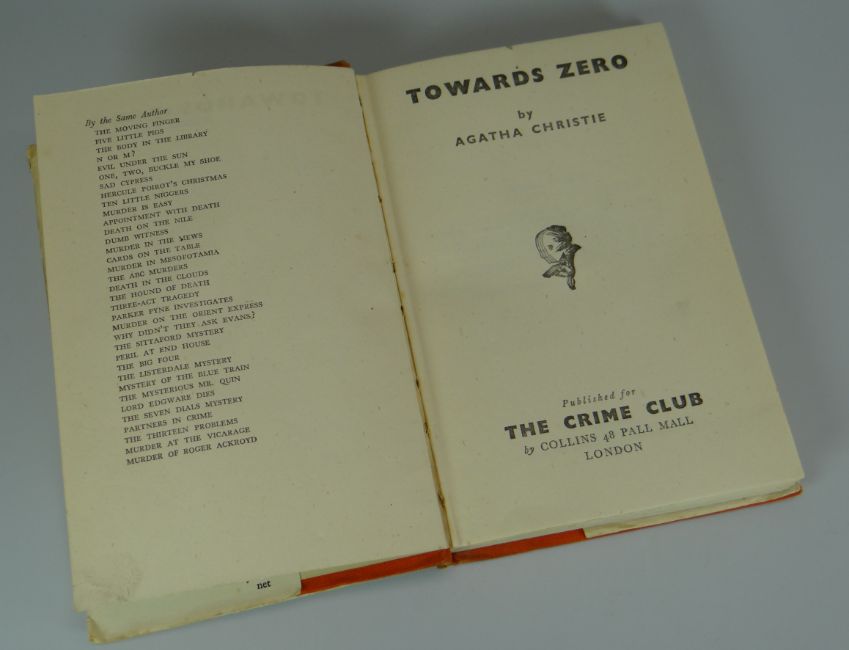 By the Same Author
THE MOVING FINGER
FIVE LITTLE PIGS
THE BODY IN THE LIBRARY
N OR M?
EVIL UNDER THE SUN
ONE, TWO, BUCKLE MY SHOE
SAD CYPRESS
HERCULE POIROT'S CHRISTMAS
TEN LITTLE NIGGERS
MURDER IS EASY
APPOINTMENT WITH DEATH
DEATH ON THE NILE
DUMB WITNESS
MURDER IN THE MEWS
CARDS ON THE TABLE
MURDER IN MESOPOTAMIA
THE ABC MURDERS
DEATH IN THE CLOUDS
THE HOUND OF DEATH
THREE-ACT TRAGEDY
PARKER PYNE INVESTIGATES
MURDER ON THE ORIENT EXPRESS
WHY DIDN'T THEY ASK EVANS?
THE SITTAFORD MYSTERY
PERIL AT END HOUSE
THE BIG FOUR
THE LISTERDALE MYSTERY
MYSTERY OF THE BLUE TRAIN
THE MYSTERIOUS MR. QUIN
LORD EDGWARE DIES
THE SEVEN DIALS MYSTERY
PARTNERS IN CRIME
THE THIRTEEN PROBLEMS
MURDER AT THE VICARAGE
MURDER OF ROGER ACKROYD
net
TOWARDS ZERO
by
AGATHA CHRISTIE
Published for
THE CRIME CLUB
by COLLINS 48 PALL MALL
LONDON